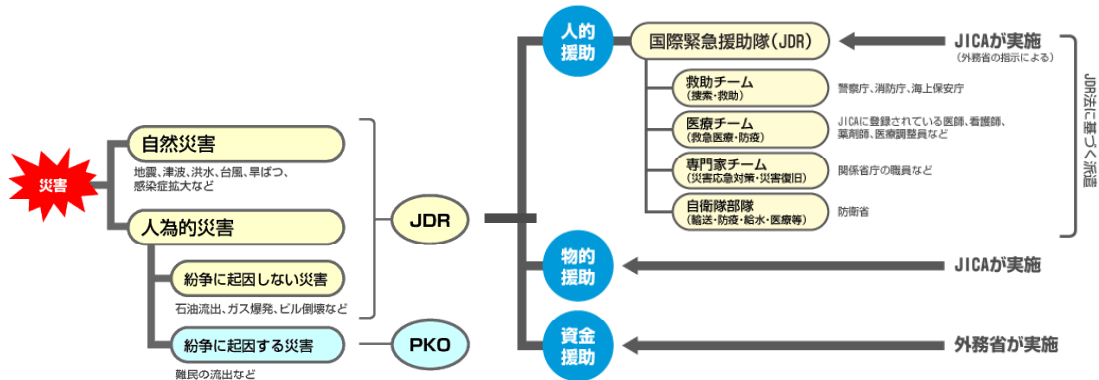 災害
自然災害
地震、津波、洪水、台風、旱ばつ、
感染症拡大など
人為的災害
紛争に起因しない災害
石油流出、ガス爆発、ビル倒壊など
紛争に起因する災害
難民の流出など
JDR
PKO
人的
援助
国際緊急援助隊(JDR)
JICAが実施
(外務省の指示による)
救助チーム
(捜索・救助)
警察庁、消防庁、海上保安庁
医療チーム
(救急医療・防疫)
JICAに登録されている医師、看護師、
薬剤師、医療調整員など
専門家チーム
(災害応急対策・災害復旧)
関係省庁の職員など
自衛隊部隊
(輸送・防疫・給水・医療等)
防衛省
JDR法に基づく派遣
物的
援助
JICAが実施
資金
援助
外務省が実施